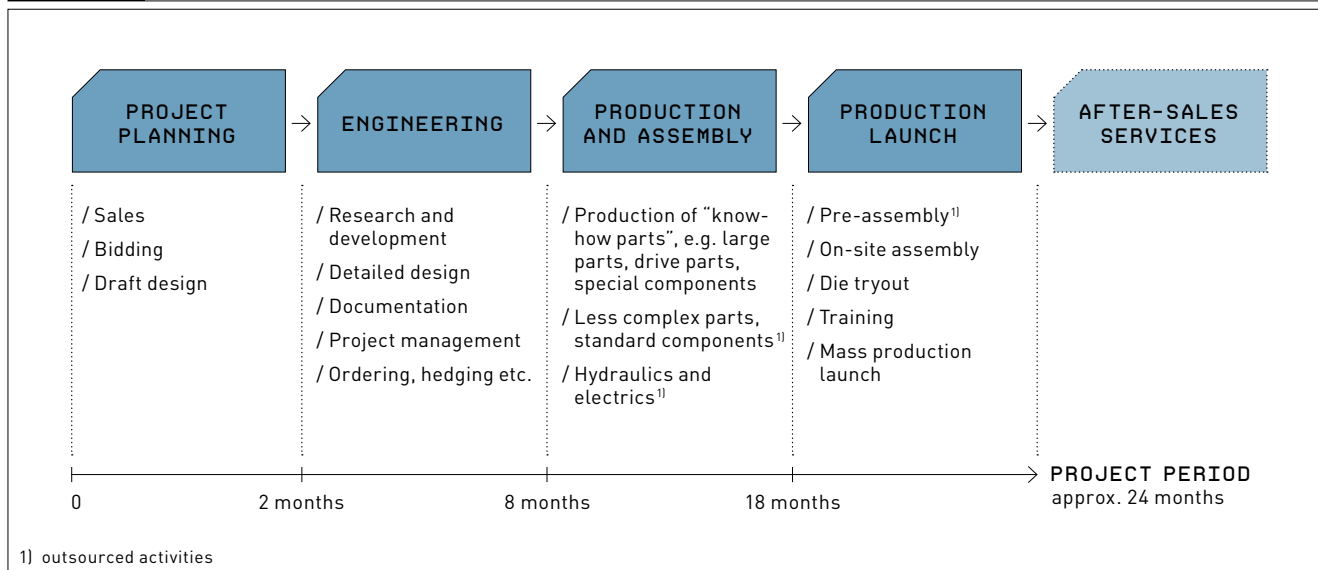 PROJECT
PLANNING
ENGINEERING
PRODUCTION
AND ASSEMBLY
PRODUCTION
LAUNCH
AFTER-SALES
SERVICES
/ Sales
/ Bidding
/ Draft design
/ Research and
development
/ Detailed design
/ Documentation
/ Project management
/ Ordering, hedging etc.
/ Production of “know-
how parts”, e.g. large
parts, drive parts,
special components
/ Less complex parts,
standard components1)
/ Hydraulics and
electrics1)
/ Pre-assembly1)
/ On-site assembly
/ Die tryout
/ Training
/ Mass production
launch
0
2 months
8 months
18 months
PROJECT PERIOD
approx. 24 months
1) outsourced activities